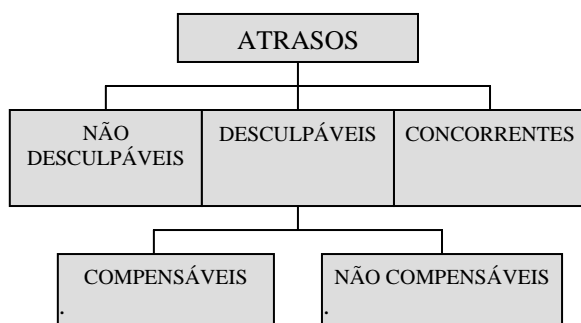 ATRASOS
NÃO
DESCULPÁVEIS
DESCULPÁVEIS
CONCORRENTES
COMPENSÁVEIS
.
NÃO COMPENSÁVEIS
.